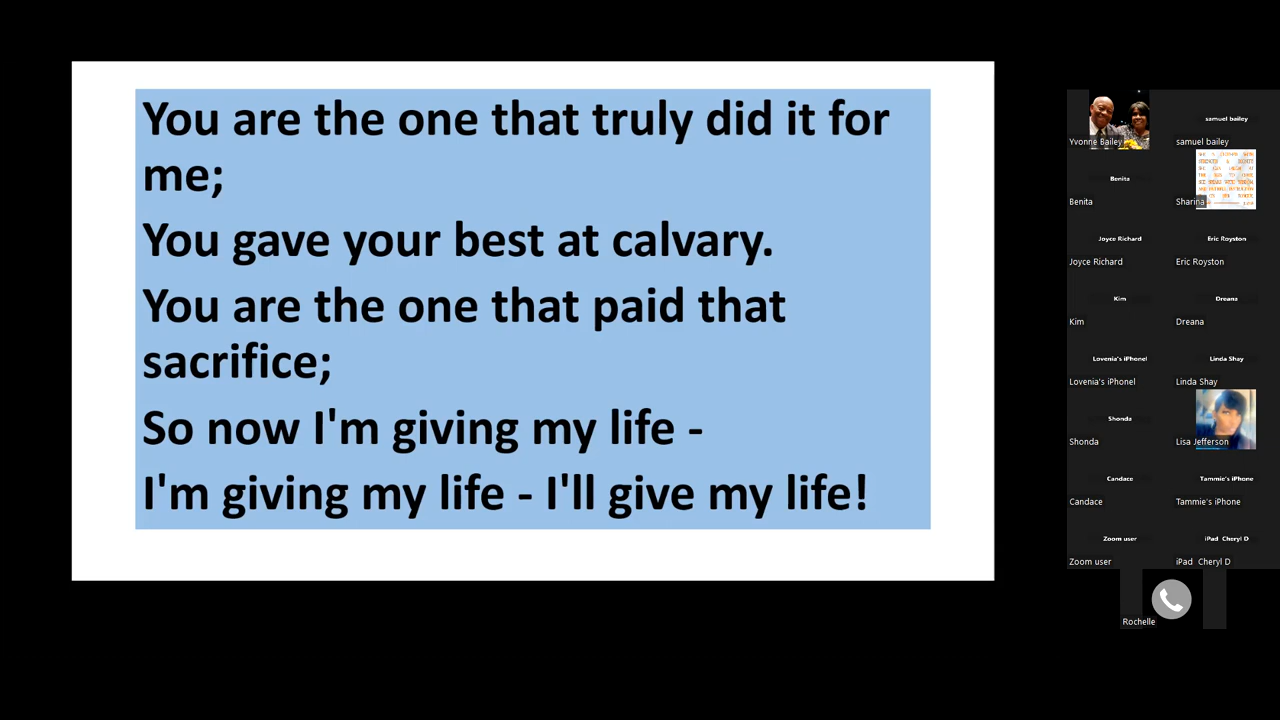 You are the one that truly did it for
me;
You gave your best at calvary.
You are the one that paid that
sacrifice;
So now I'm giving my life -
I'm giving my life - I'll give my life!
Yvonne Bailey
samuel bailey
samuel bailey
Benita
Benita
Sharina
Joyce Richard
Joyce Richard
Eric Royston
Eric Royston
Kim
Kim
Dreana
Dreana
Lovenia's iPhonel
Lovenia's iPhonel
Linda Shay
Linda Shay
Shonda
Shonda
Lisa Jefferson
Candace
Candace
Tammie's iPhone
Tammie's iPhone
Zoom user
Zoom user
iPad Cheryl D
iPad Cheryl D
Rochelle